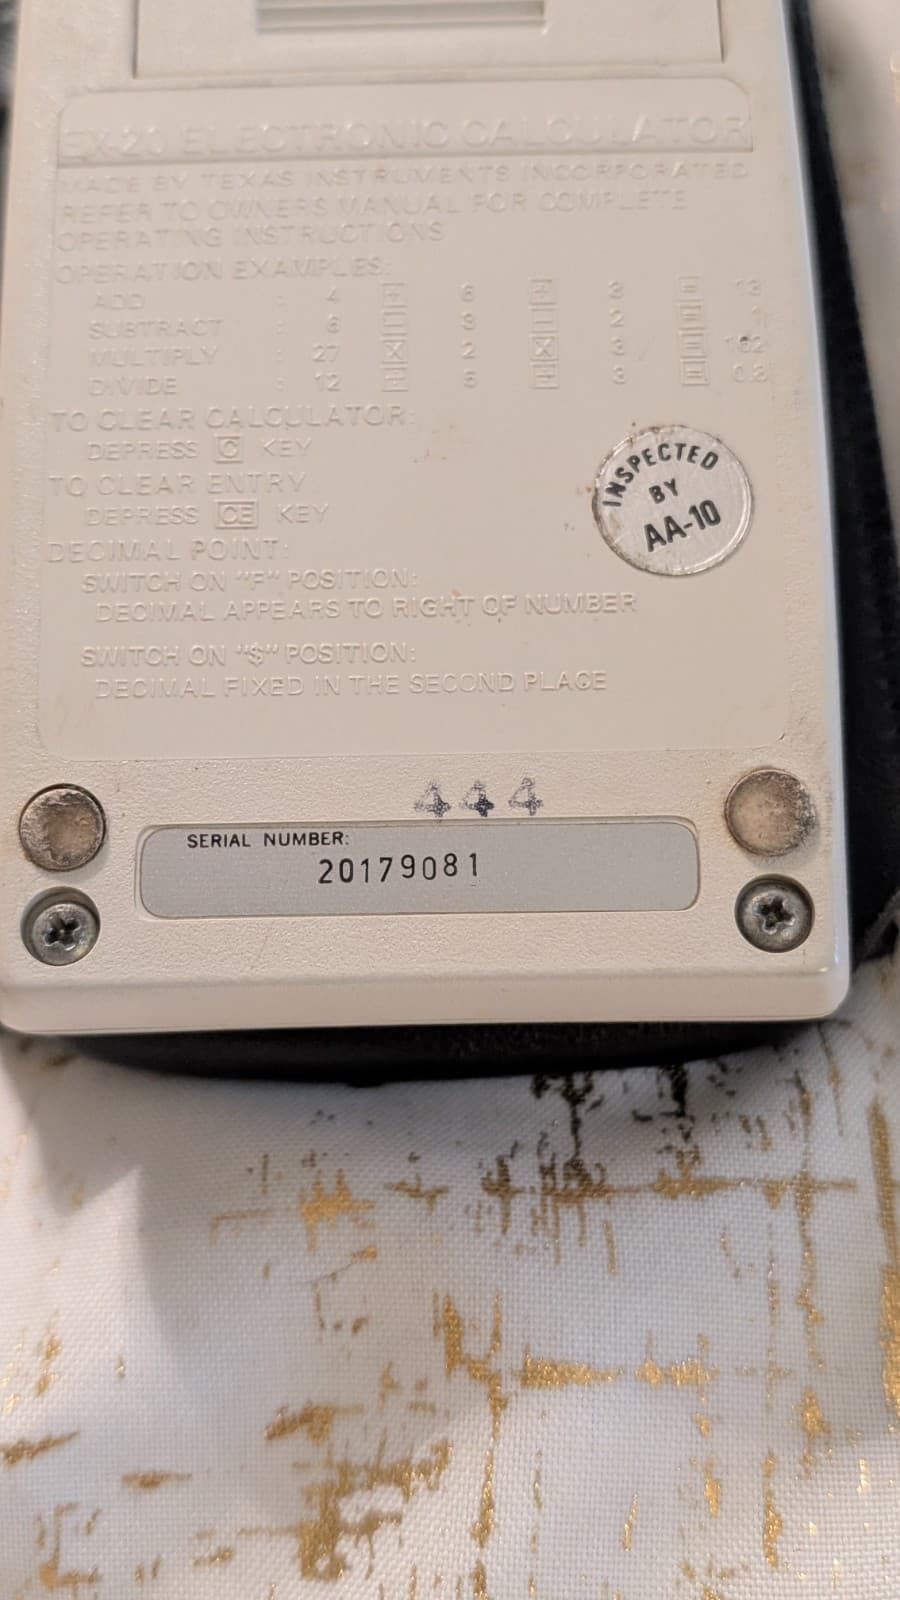 EX-20 ELECTRONIC CALCULATOR
MADE BY TEXAS INSTRUMENTS INCORPORATED
REFER TO OWNERS MANUAL FOR COMPLETE
OPERATING INSTRUCTIONS
OPERATION EXAMPLES:
ADD : 4 + 6 + 3 = 13
SUBTRACT : 6 - 3 - 2 = 1
MULTIPLY : 27 X 2 X 3 = 162
DIVIDE 12 ÷ 6 ÷ 3 =
TO CLEAR CALCULATOR:
DEPRESS C KEY
TO CLEAR ENTRY
DEPRESS CE KEY
DECIMAL POINT:
SWITCH ON "F" POSITION:
DECIMAL APPEARS TO RIGHT OF NUMBER
SWITCH ON "$" POSITION:
DECIMAL FIXED IN THE SECOND PLACE
INSPECTED
BY
AA-10
444
SERIAL NUMBER:
20179081